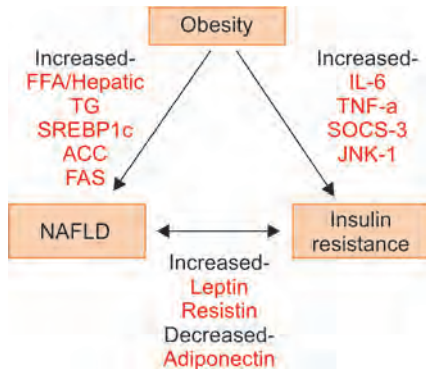 Obesity
Increased-
FFA/Hepatic
TG
SREBP1c
ACC
FAS
Increased-
IL-6
TNF-a
SOCS-3
JNK-1
NAFLD
Insulin
resistance
Increased-
Leptin
Resistin
Decreased-
Adiponectin